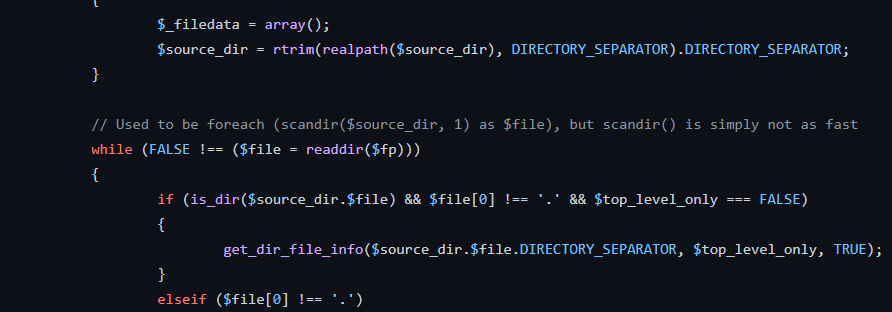 {
$_filedata = array();
$source_dir = rtrim(realpath($source_dir), DIRECTORY_SEPARATOR).DIRECTORY_SEPARATOR;
}
// Used to be foreach (scandir($source_dir, 1) as $file), but scandir() is simply not as fast
while (FALSE !== ($file = readdir($fp)))
{
if (is_dir($source_dir.$file) && $file[0] !== '.' && $top_level_only === FALSE)
{
get_dir_file_info($source_dir.$file.DIRECTORY_SEPARATOR, $top_level_only, TRUE);
}
elseif ($file[0] !== '.')